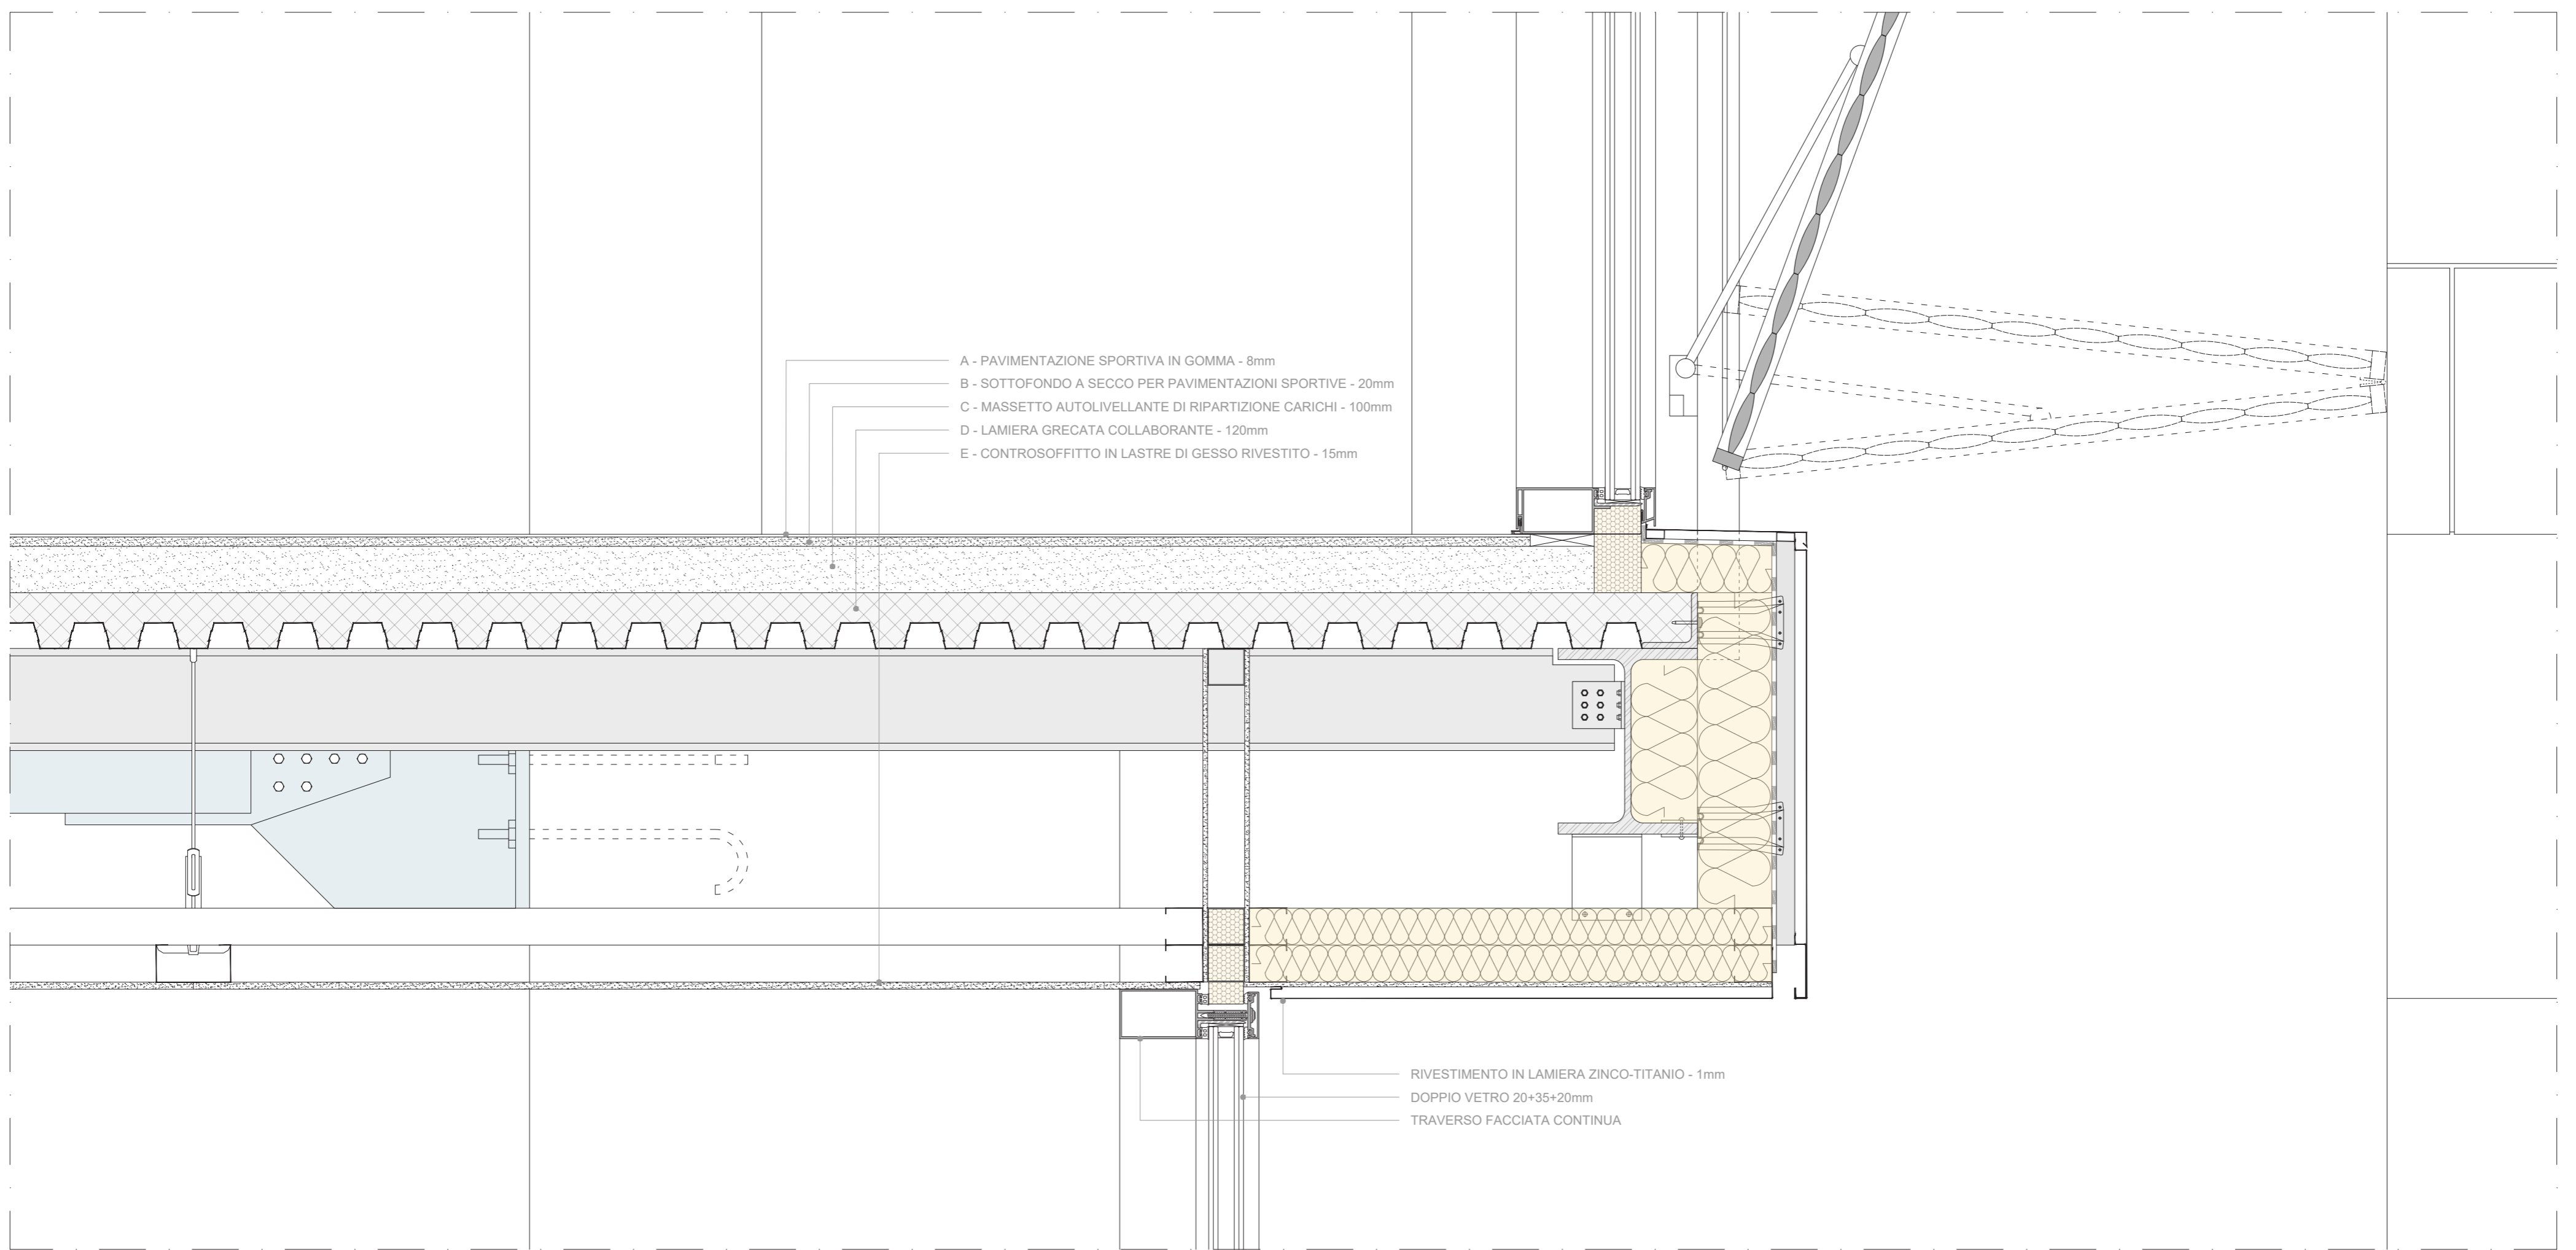 A - PAVIMENTAZIONE SPORTIVA IN GOMMA - 8mm
B - SOTTOFONDO A SECCO PER PAVIMENTAZIONI SPORTIVE - 20mm
C - MASSETTO AUTOLIVELLANTE DI RIPARTIZIONE CARICHI - 100mm
D - LAMIERA GRECATA COLLABORANTE - 120mm
E - CONTROSOFFITTO IN LASTRE DI GESSO RIVESTITO - 15mm
RIVESTIMENTO IN LAMIERA ZINCO-TITANIO - 1mm
DOPPIO VETRO 20+35+20mm
TRAVERSO FACCIATA CONTINUA